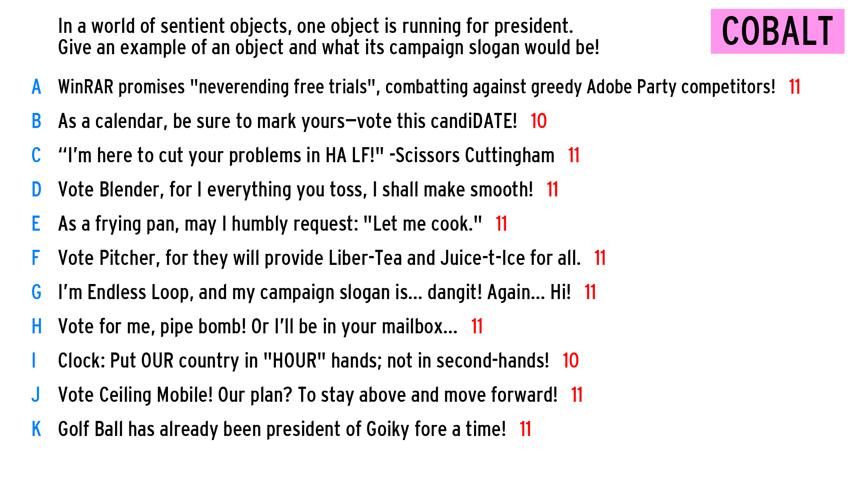 In a world of sentient objects, one object is running for president.
Give an example of an object and what its campaign slogan would be!
COBALT
A WinRAR promises "neverending free trials", combatting against greedy Adobe Party competitors! 11
B As a calendar, be sure to mark yours—vote this candiDATE! 10
C “I'm here to cut your problems in HA LF!" -Scissors Cuttingham 11
D Vote Blender, for I everything you toss, I shall make smooth! 11
E As a frying pan, may I humbly request: "Let me cook." 11
F Vote Pitcher, for they will provide Liber-Tea and Juice-t-Ice for all. 11
G I'm Endless Loop, and my campaign slogan is... dangit! Again... Hi! 11
H Vote for me, pipe bomb! Or I'll be in your mailbox... 11
I Clock: Put OUR country in "HOUR" hands; not in second-hands! 10
J Vote Ceiling Mobile! Our plan? To stay above and move forward! 11
K Golf Ball has already been president of Goiky fore a time! 11